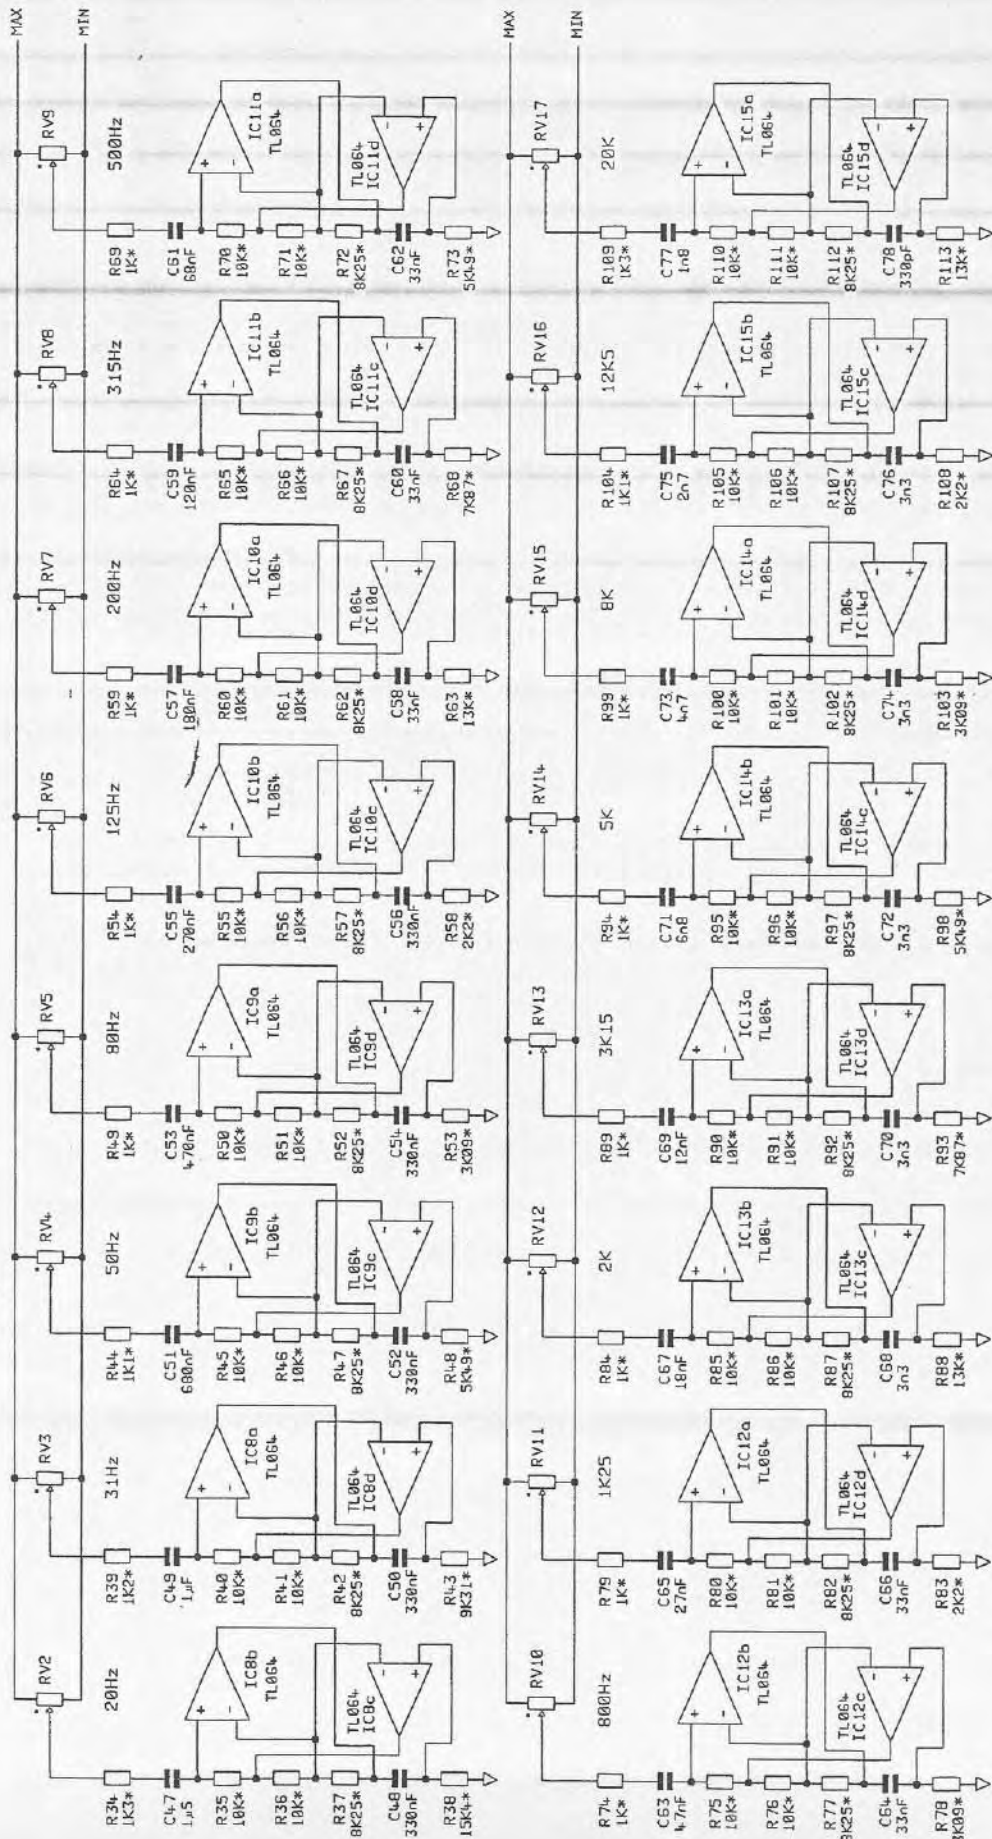 MAX
MIN
RV2
RV3
RV4
RV5
RV6
RV7
RV8
RV9
20Hz
31Hz
50Hz
80Hz
125Hz
200Hz
315Hz
500Hz
R34
1K3*
C47
1µ5
R35
10K*
R36
10K*
R37
8K25*
C48
330nF
R38
15K4*
IC8b
TL064
TL064
IC8c
R39
1K2*
C49
1µF
R40
10K*
R41
10K*
R42
8K25*
C50
330nF
R43
9K31*
IC8a
TL064
TL064
IC8d
R44
1K1*
C51
680nF
R45
10K*
R46
10K*
R47
8K25*
C52
330nF
R48
5K49*
IC9b
TL064
TL064
IC9c
R49
1K*
C53
470nF
R50
10K*
R51
10K*
R52
8K25*
C54
330nF
R53
3K09*
IC9a
TL064
TL064
IC9d
R54
1K*
C55
270nF
R55
10K*
R56
10K*
R57
8K25*
C56
330nF
R58
2K2*
IC10b
TL064
TL064
IC10c
R59
1K*
C57
180nF
R60
10K*
R61
10K*
R62
8K25*
C58
33nF
R63
13K*
IC10a
TL064
TL064
IC10d
R64
1K*
C59
120nF
R65
10K*
R66
10K*
R67
8K25*
C60
33nF
R68
7K87*
IC11b
TL064
TL064
IC11c
R69
1K*
C61
68nF
R70
10K*
R71
10K*
R72
8K25*
C62
33nF
R73
5K49*
IC11a
TL064
TL064
IC11d
MAX
MIN
RV10
RV11
RV12
RV13
RV14
RV15
RV16
RV17
800Hz
1K25
2K
3K15
5K
8K
12K5
20K
R74
1K*
C63
47nF
R75
10K*
R76
10K*
R77
8K25*
C64
33nF
R78
3K09*
IC12b
TL064
TL064
IC12c
R79
1K*
C65
27nF
R80
10K*
R81
10K*
R82
8K25*
C66
33nF
R83
2K2*
IC12a
TL064
TL064
IC12d
R84
1K*
C67
18nF
R85
10K*
R86
10K*
R87
8K25*
C68
3n3
R88
13K*
IC13b
TL064
TL064
IC13c
R89
1K*
C69
12nF
R90
10K*
R91
10K*
R92
8K25*
C70
3n3
R93
7K87*
IC13a
TL064
TL064
IC13d
R94
1K*
C71
6n8
R95
10K*
R96
10K*
R97
8K25*
C72
3n3
R98
5K49*
IC14b
TL064
TL064
IC14c
R99
1K*
C73
4n7
R100
10K*
R101
10K*
R102
8K25*
C74
3n3
R103
3K09*
IC14a
TL064
TL064
IC14d
R104
1K1*
C75
2n7
R105
10K*
R106
10K*
R107
8K25*
C76
3n3
R108
2K2*
IC15b
TL064
TL064
IC15c
R109
1K3*
C77
1n8
R110
10K*
R111
10K*
R112
8K25*
C78
330pF
R113
13K*
IC15a
TL064
TL064
IC15d